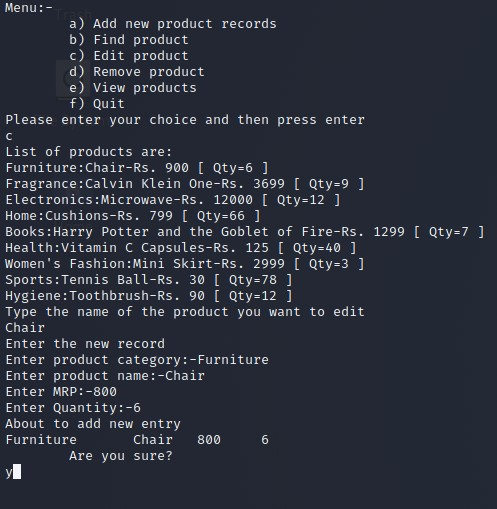 Menu:-
a) Add new product records
b) Find product
c) Edit product
d) Remove product
e) View products
f) Quit
Please enter your choice and then press enter
c
List of products are:
Furniture:Chair-Rs. 900 [ Qty=6 ]
Fragrance:Calvin Klein One-Rs. 3699 [ Qty=9 ]
Electronics:Microwave-Rs. 12000 [ Qty=12 ]
Home:Cushions-Rs. 799 [ Qty=66 ]
Books:Harry Potter and the Goblet of Fire-Rs. 1299 [ Qty=7 ]
Health:Vitamin C Capsules-Rs. 125 [ Qty=40 ]
Women's Fashion:Mini Skirt-Rs. 2999 [ Qty=3 ]
Sports:Tennis Ball-Rs. 30 [ Qty=78 ]
Hygiene:Toothbrush-Rs. 90 [ Qty=12 ]
Type the name of the product you want to edit
Chair
Enter the new record
Enter product category:-Furniture
Enter product name:-Chair
Enter MRP:-800
Enter Quantity:-6
About to add new entry
Furniture Chair 800 6
Are you sure?
y